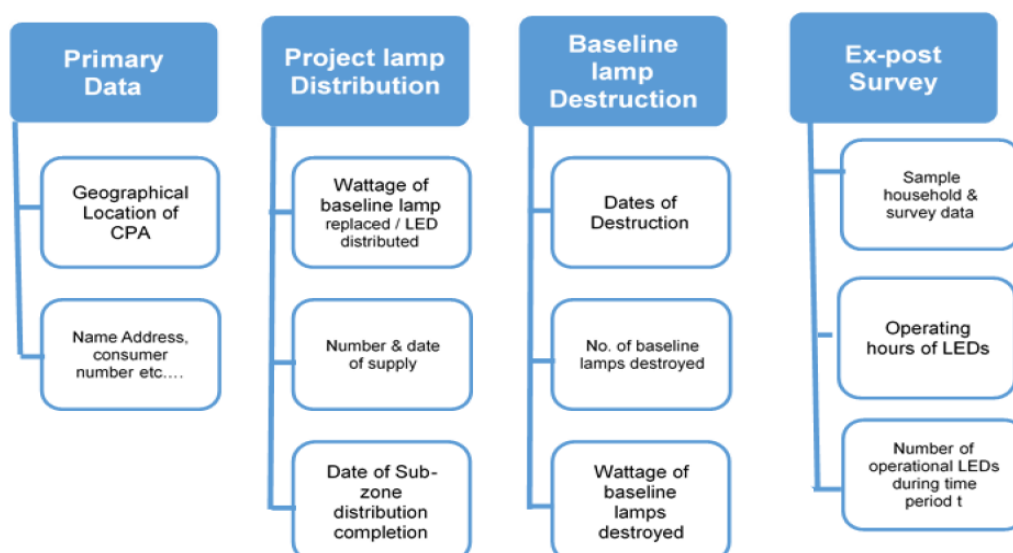 Primary
Data
Geographical
Location of
CPA
Name Address,
consumer
number etc....
Project lamp
Distribution
Wattage of
baseline lamp
replaced / LED
distributed
Number & date
of supply
Date of Sub-
zone
distribution
completion
Baseline
lamp
Destruction
Dates of
Destruction
No. of baseline
lamps destroyed
Wattage of
baseline
lamps
destroyed
Ex-post
Survey
Sample
household &
survey data
Operating
hours of LEDs
Number of
operational LEDs
during time
period t